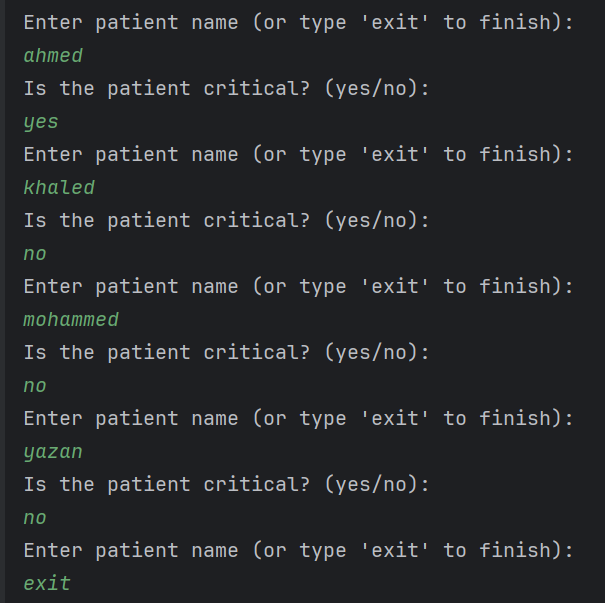 Enter patient name (or type 'exit' to finish):
ahmed
Is the patient critical? (yes/no):
yes
Enter patient name (or type 'exit' to finish):
khaled
Is the patient critical? (yes/no):
no
Enter patient name (or type 'exit' to finish):
mohammed
Is the patient critical? (yes/no):
no
Enter patient name (or type 'exit' to finish):
yazan
Is the patient critical? (yes/no):
no
Enter patient name (or type 'exit' to finish):
exit